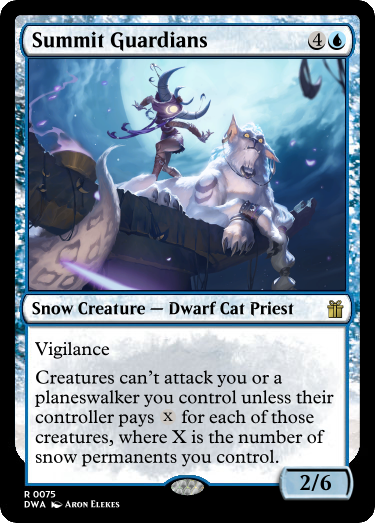 Summit Guardians 4
Snow Creature — Dwarf Cat Priest
Vigilance
Creatures can't attack you or a
planeswalker you control unless their
controller pays X for each of those
creatures, where X is the number of
snow permanents you control.
2/6
R 0075
DWA Aron Elekes